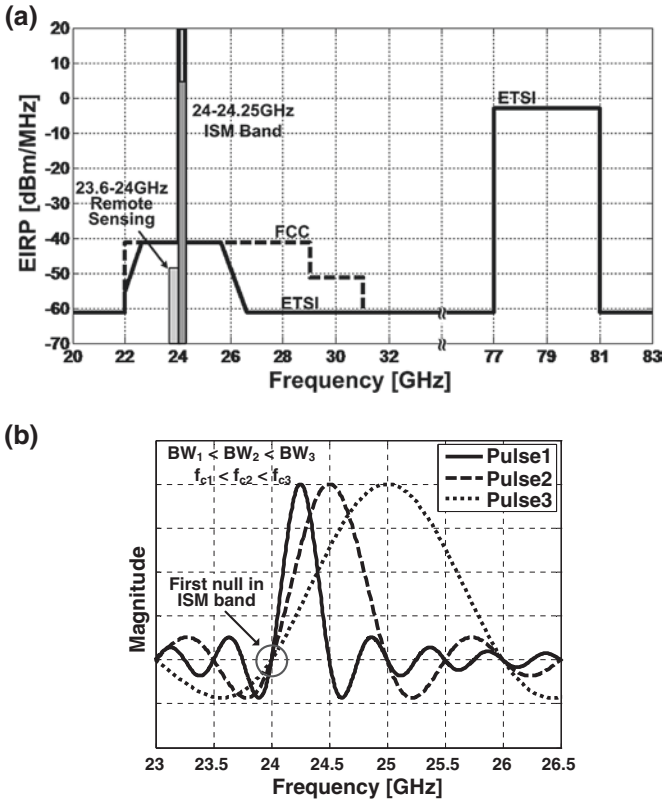 (a)
20
10
0
-10
-20
-30
-40
-50
-60
-70
EIRP [dBm/MHz]
ETSI
24-24.25GHz
ISM Band
23.6-24GHz
Remote
Sensing
FCC
ETSI
20 22 24 26 28 30 32 77 79 81 83
Frequency [GHz]
(b)
BW1 < BW2 < BW3
fc1 < fc2 < fc3
Pulse1
Pulse2
Pulse3
First null in
ISM band
Magnitude
23 23.5 24 24.5 25 25.5 26 26.5
Frequency [GHz]